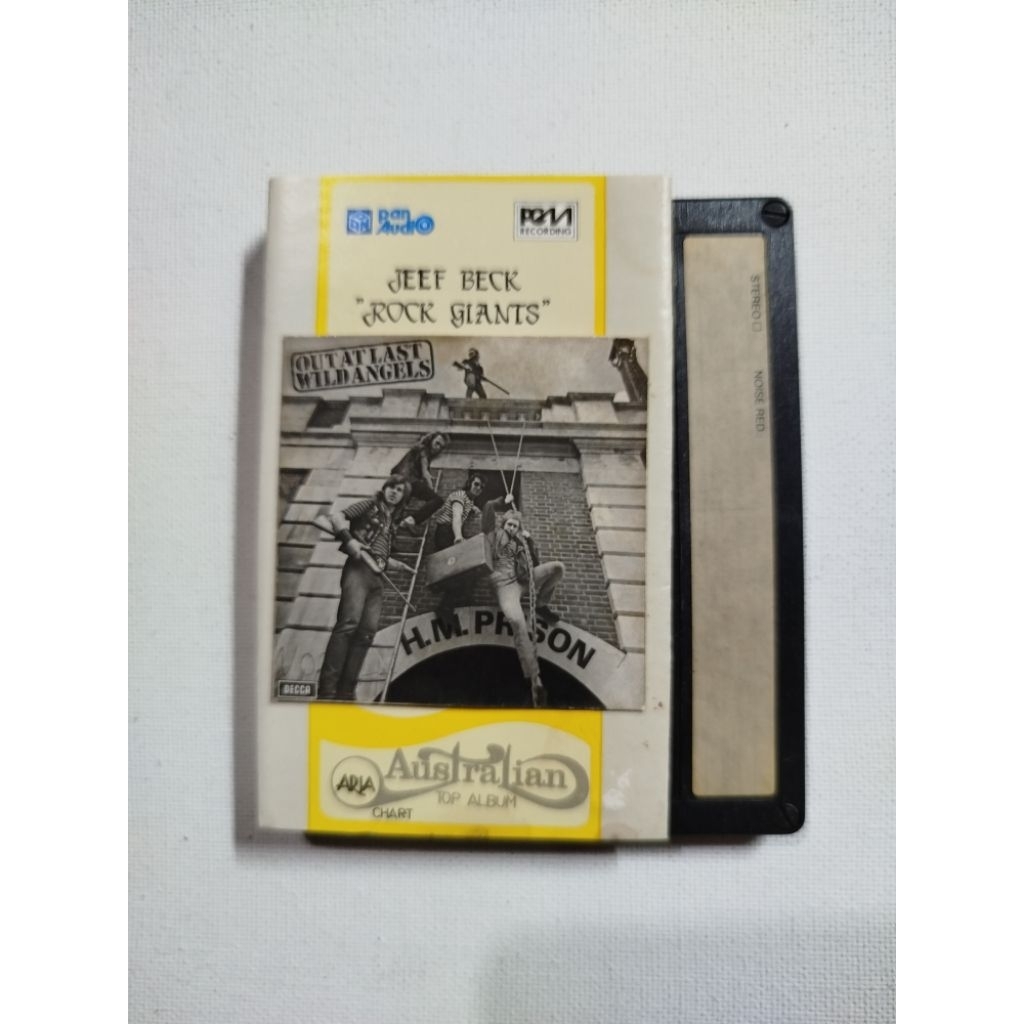 pan
Audio
PRM
RECORDING
JEEF BECK
"ROCK GIANTS"
OUT AT LAST
WILD ANGELS
H.M. PRISON
DECCA
Australian
TOP ALBUM
ARIA
CHART
STEREO
NOISE RED: